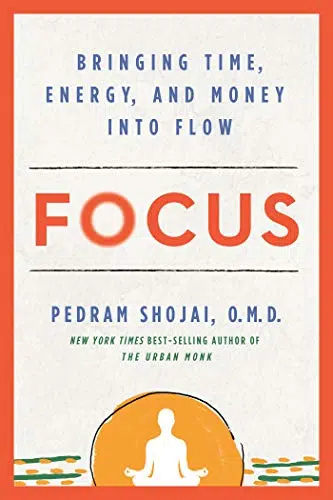 BRINGING TIME,
ENERGY, AND MONEY
INTO FLOW
FOCUS
PEDRAM SHOJAI, O.M.D.
NEW YORK TIMES BEST-SELLING AUTHOR OF
THE URBAN MONK